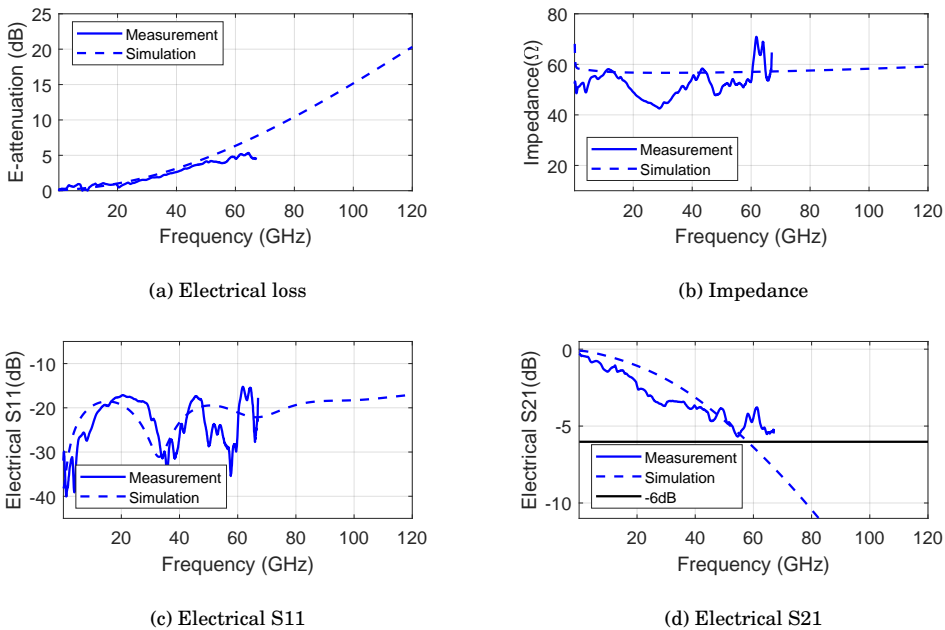 25
20
15
10
5
0
E-attenuation (dB)
Measurement
Simulation
20 40 60 80 100 120
Frequency (GHz)
(a) Electrical loss
80
60
40
20
Impedance(Ω)
Measurement
Simulation
20 40 60 80 100 120
Frequency (GHz)
(b) Impedance
-10
-20
-30
-40
Electrical S11(dB)
Measurement
Simulation
20 40 60 80 100 120
Frequency (GHz)
(c) Electrical S11
0
-5
-10
Electrical S21(dB)
Measurement
Simulation
-6dB
20 40 60 80 100 120
Frequency (GHz)
(d) Electrical S21